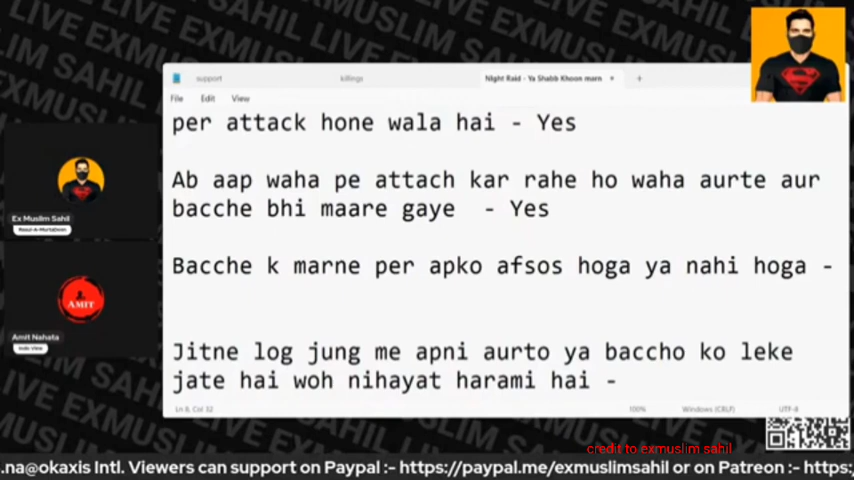 LIVE EXMUSLIM SAHIL LIVE EXMUSLIM SAHIL
support
killings
Night Raid - Ya Shabb Khoon marn
File Edit View
per attack hone wala hai - Yes
Ab aap waha pe attach kar rahe ho waha aurte aur
bacche bhi maare gaye - Yes
Bacche k marne per apko afsos hoga ya nahi hoga -
Jitne log jung me apni aurto ya baccho ko leke
jate hai woh nihayat harami hai -
Ln 8, Col 32
100%
Windows (CRLF)
UTF-8
Ex Muslim Sahil
AMIT
Amit Nahata
India View
credit to exmuslim sahil
.na@okaxis Intl. Viewers can support on Paypal :- https://paypal.me/exmuslimsahil or on Patreon :- https:/